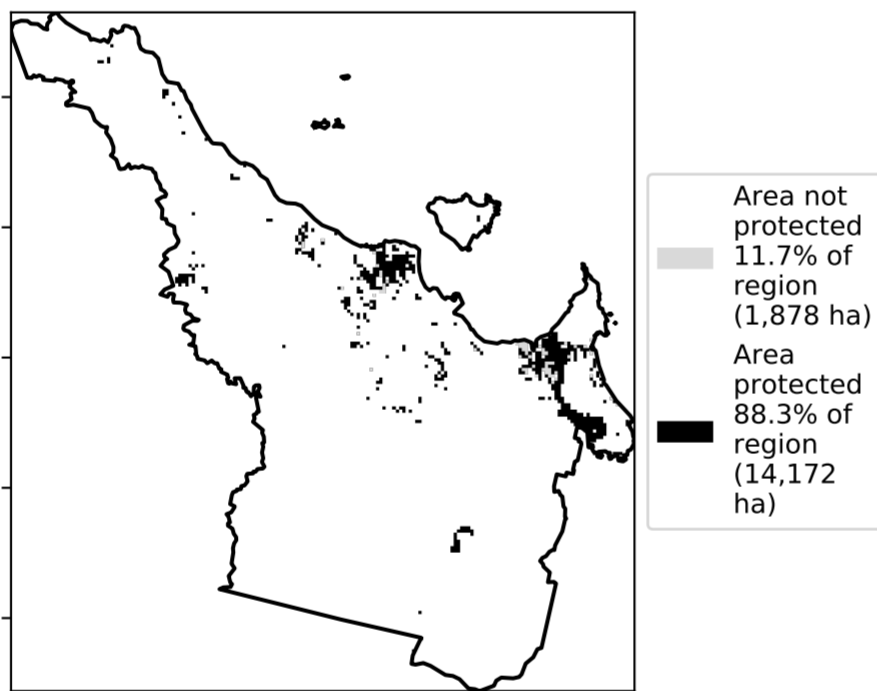 Area not
protected
11.7% of
region
(1,878 ha)
Area
protected
88.3% of
region
(14,172
ha)